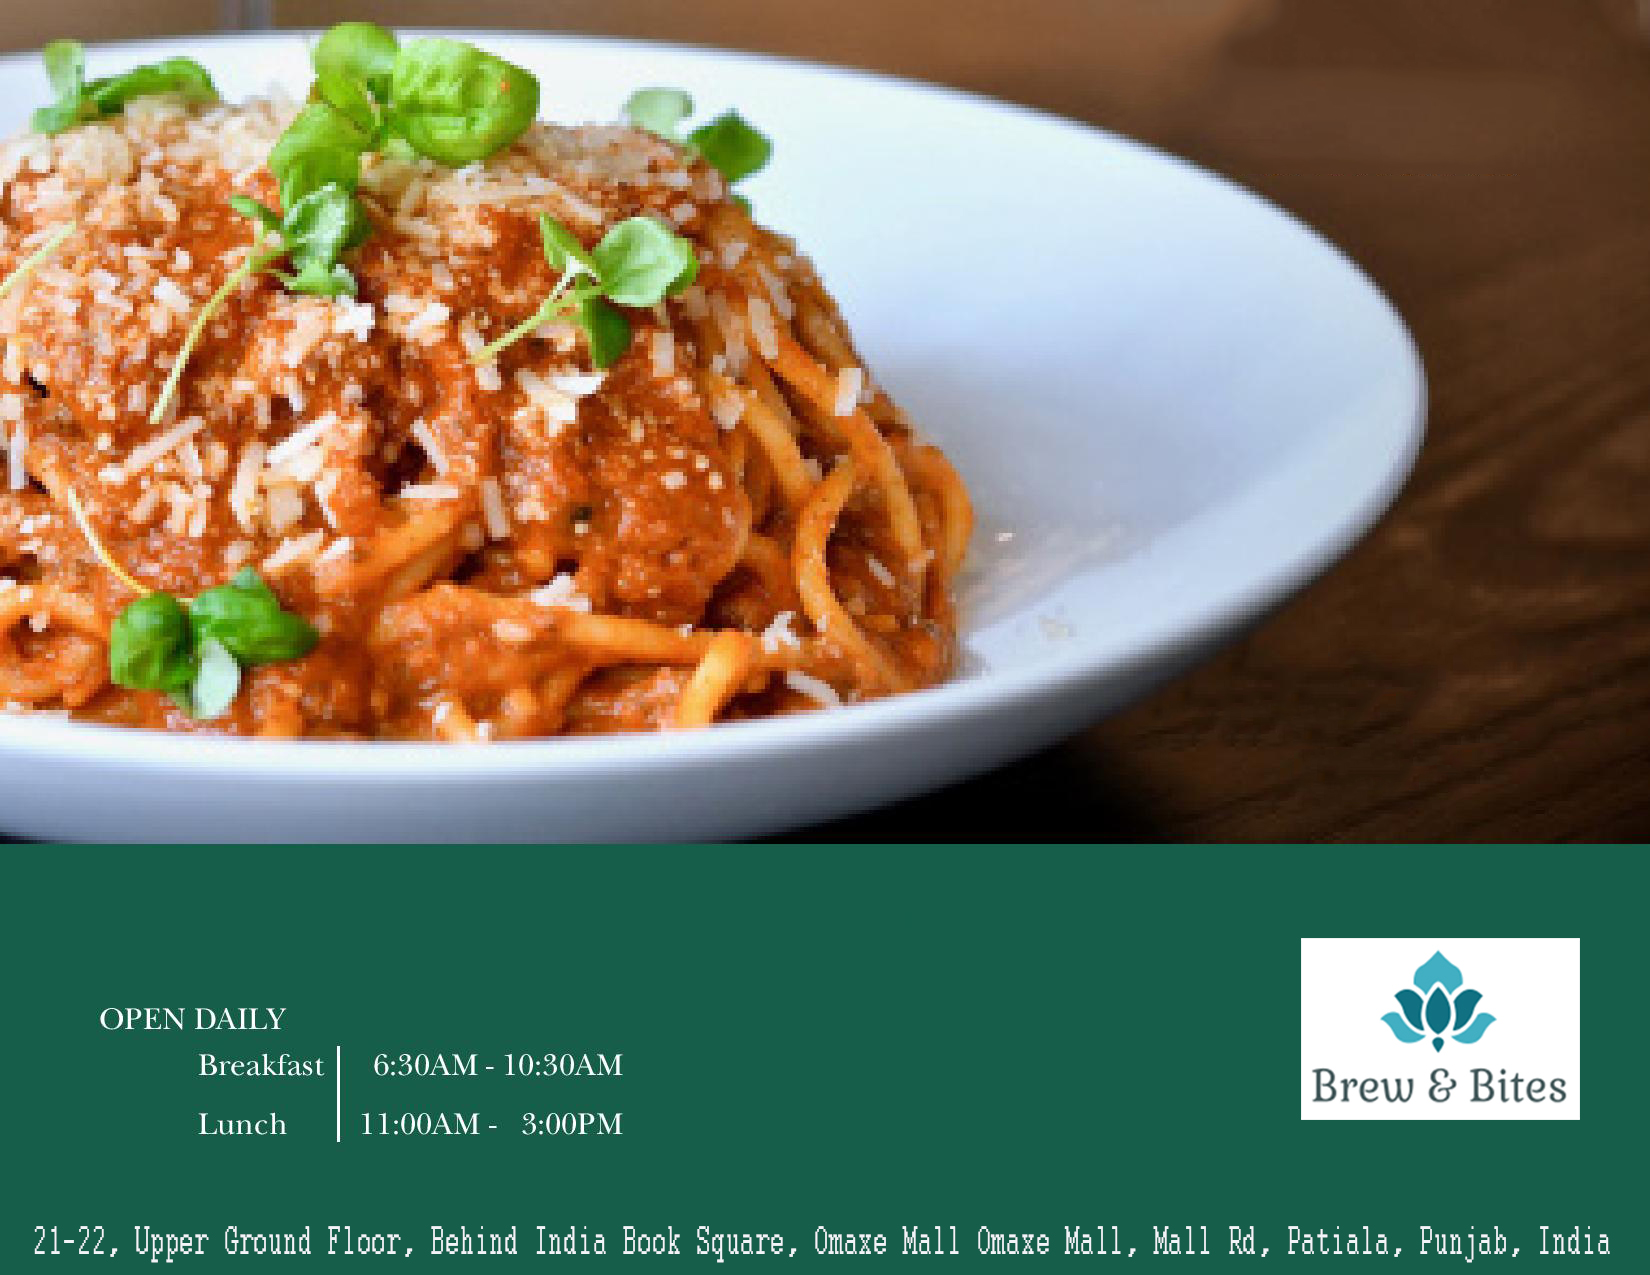 OPEN DAILY
Breakfast 6:30AM - 10:30AM
Lunch 11:00AM - 3:00PM
Brew & Bites
21-22, Upper Ground Floor, Behind India Book Square, Omaxe Mall Omaxe Mall, Mall Rd, Patiala, Punjab, India